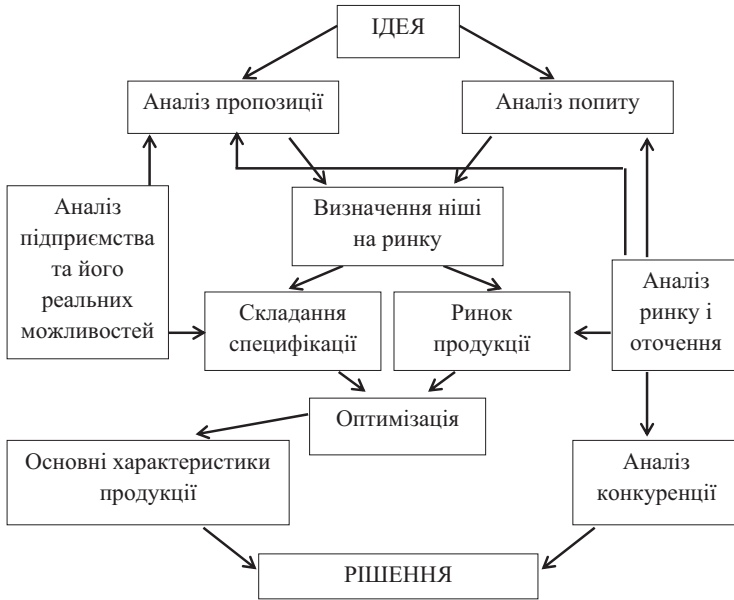 ІДЕЯ
Аналіз пропозиції
Аналіз попиту
Аналіз
підприємства
та його
реальних
можливостей
Визначення ніші
на ринку
Складання
специфікації
Ринок
продукції
Аналіз
ринку і
оточення
Оптимізація
Основні характеристики
продукції
Аналіз
конкуренції
РІШЕННЯ